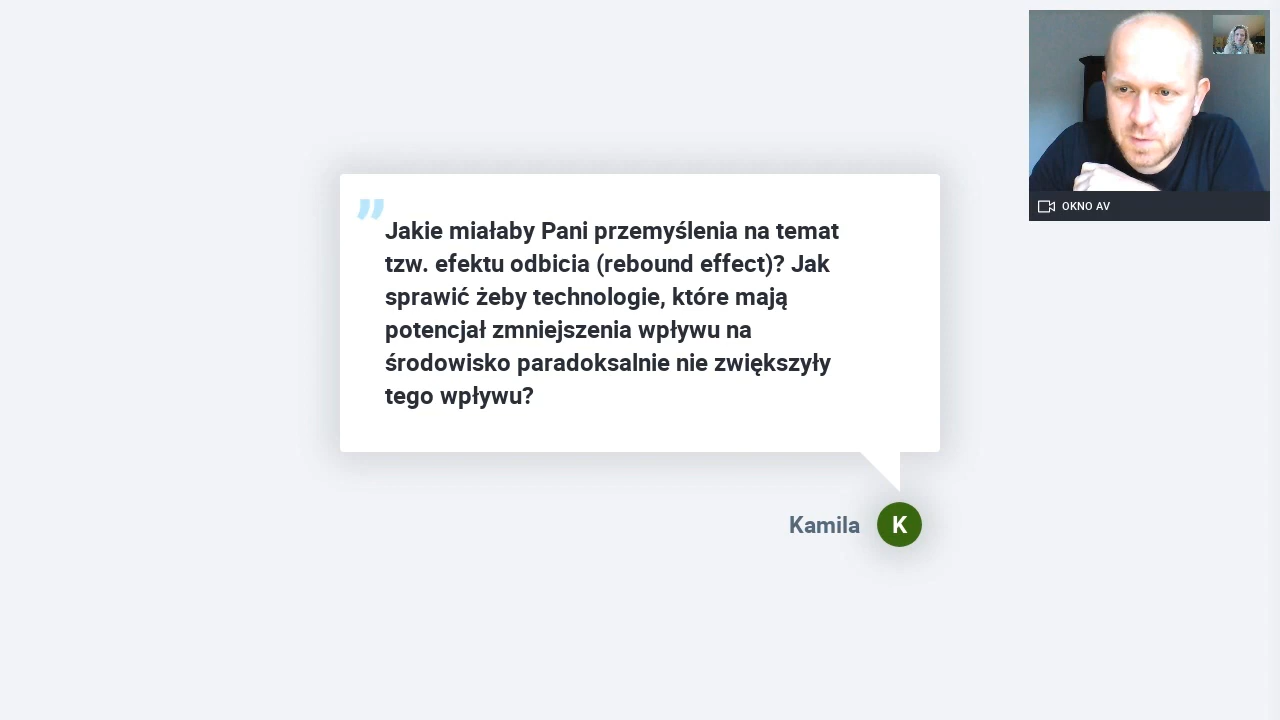 ”
Jakie miałaby Pani przemyślenia na temat
tzw. efektu odbicia (rebound effect)? Jak
sprawić żeby technologie, które mają
potencjał zmniejszenia wpływu na
środowisko paradoksalnie nie zwiększyły
tego wpływu?
Kamila K
OKNO AV